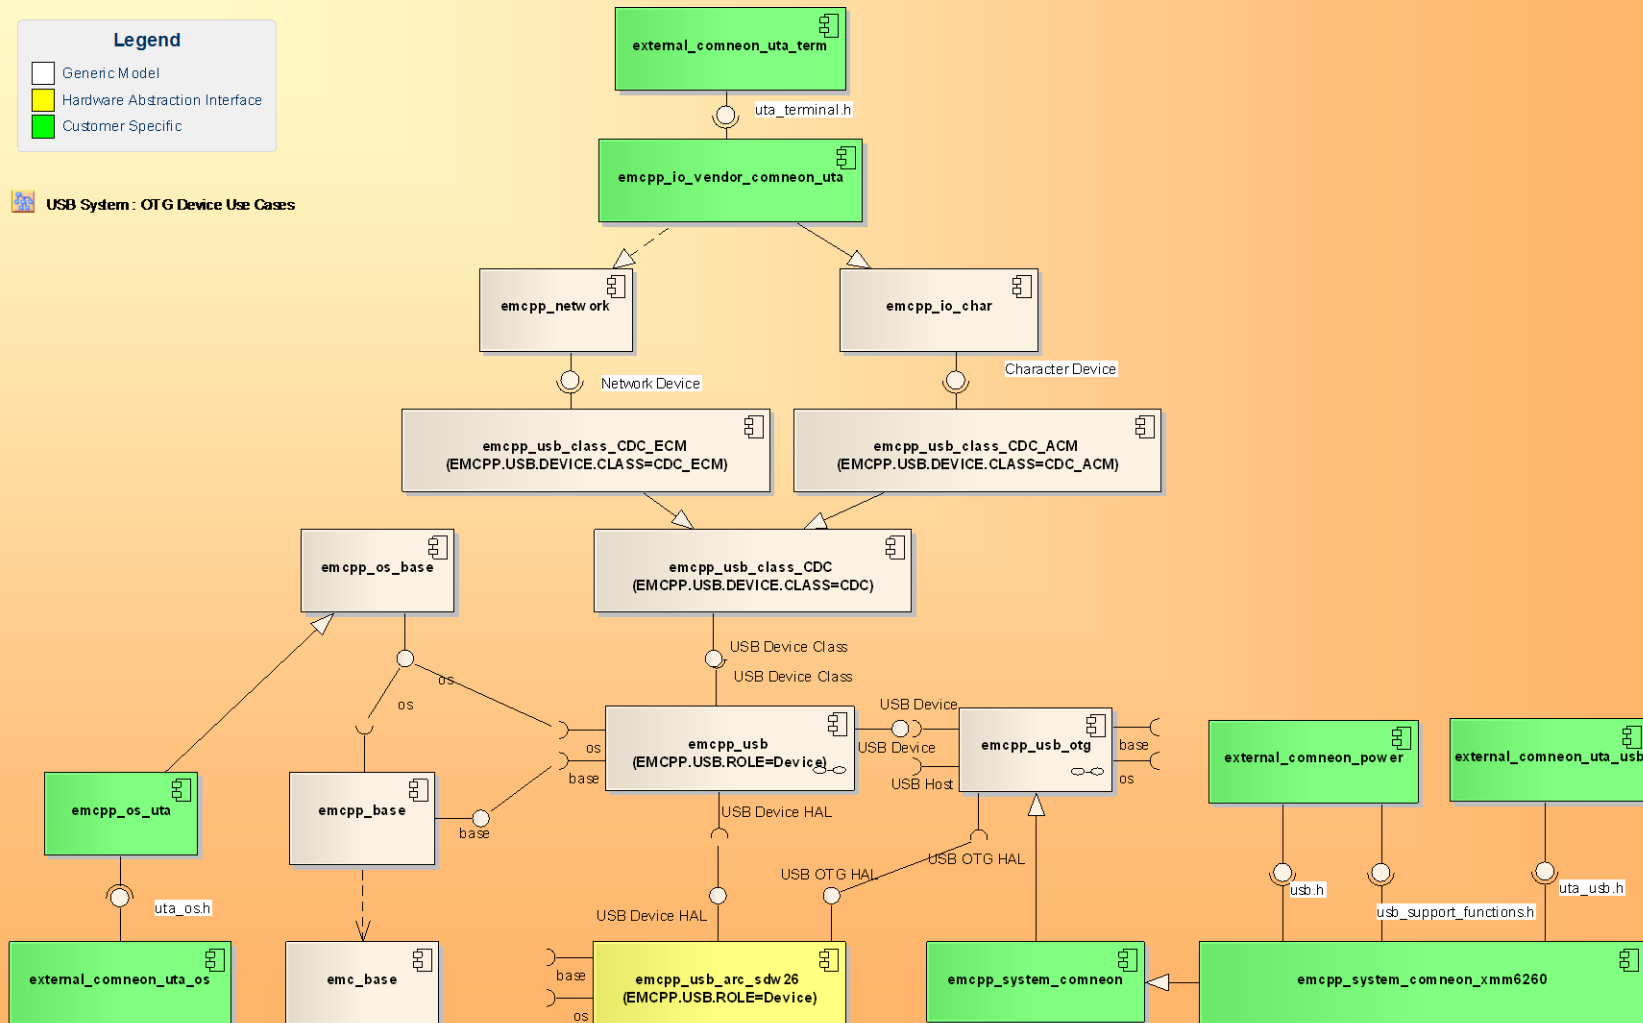 Legend
Generic Model
Hardware Abstraction Interface
Customer Specific
USB System : OTG Device Use Cases
external_comneon_uta_term
uta_terminal.h
emcpp_io_vendor_comneon_uta
emcpp_network
emcpp_io_char
Network Device
Character Device
emcpp_usb_class_CDC_ECM
(EMCPP.USB.DEVICE.CLASS=CDC_ECM)
emcpp_usb_class_CDC_ACM
(EMCPP.USB.DEVICE.CLASS=CDC_ACM)
emcpp_os_base
emcpp_usb_class_CDC
(EMCPP.USB.DEVICE.CLASS=CDC)
USB Device Class
USB Device Class
os
os
USB Device
emcpp_usb
(EMCPP.USB.ROLE=Device)
os
base
USB Device
USB Host
emcpp_usb_otg
base
os
external_comneon_power
external_comneon_uta_usb
emcpp_os_uta
emcpp_base
base
USB Device HAL
USB OTG HAL
USB OTG HAL
usb.h
usb_support_functions.h
uta_usb.h
uta_os.h
USB Device HAL
external_comneon_uta_os
emc_base
base
os
emcpp_usb_arc_sdw26
(EMCPP.USB.ROLE=Device)
emcpp_system_comneon
emcpp_system_comneon_xmm6260